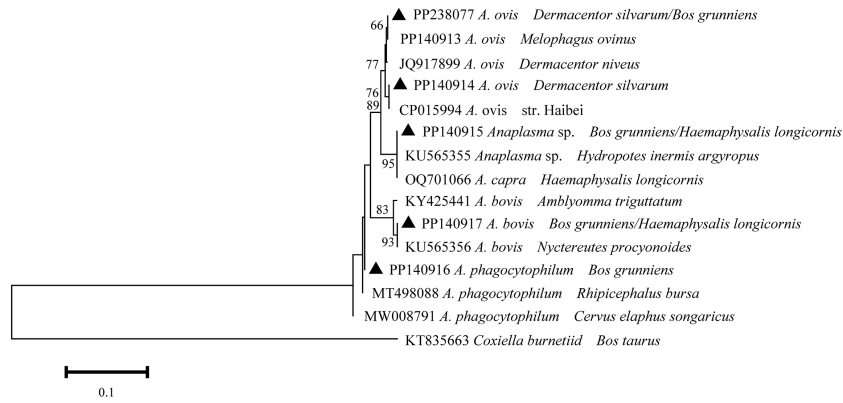 PP238077 A. ovis Dermacentor silvarum/Bos grunniens
66
PP140913 A. ovis Melophagus ovinus
77
JQ917899 A. ovis Dermacentor niveus
PP140914 A. ovis Dermacentor silvarum
76
89
CP015994 A. ovis str. Haibei
PP140915 Anaplasma sp. Bos grunniens/Haemaphysalis longicornis
KU565355 Anaplasma sp. Hydropotes inermis argyropus
95
OQ701066 A. capra Haemaphysalis longicornis
KY425441 A. bovis Amblyomma triguttatum
83
PP140917 A. bovis Bos grunniens/Haemaphysalis longicornis
93
KU565356 A. bovis Nyctereutes procyonoides
PP140916 A. phagocytophilum Bos grunniens
MT498088 A. phagocytophilum Rhipicephalus bursa
MW008791 A. phagocytophilum Cervus elaphus songaricus
KT835663 Coxiella burnetiid Bos taurus
0.1